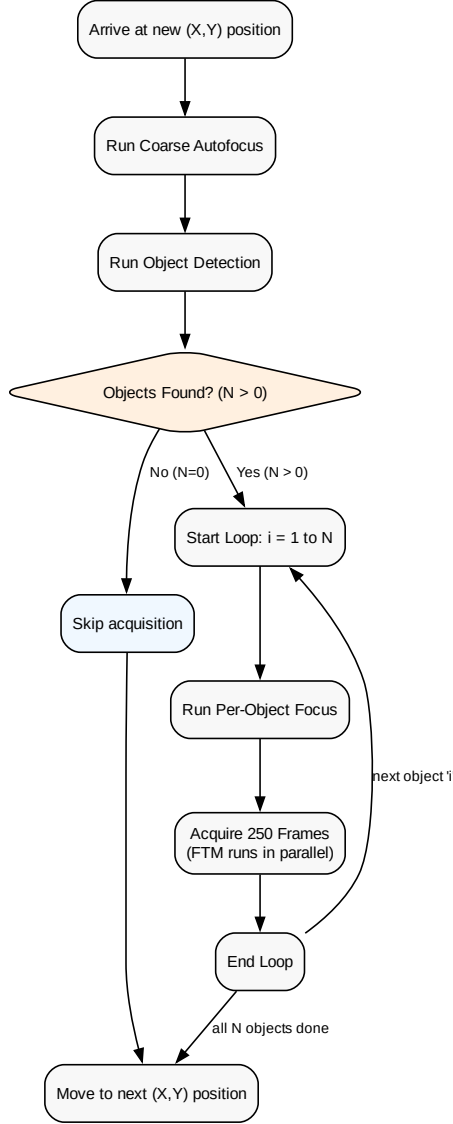 Arrive at new (X,Y) position
Run Coarse Autofocus
Run Object Detection
Objects Found? (N > 0)
No (N=0)
Yes (N > 0)
Start Loop: i = 1 to N
Skip acquisition
Run Per-Object Focus
next object 'i
Acquire 250 Frames
(FTM runs in parallel)
End Loop
all N objects done
Move to next (X,Y) position